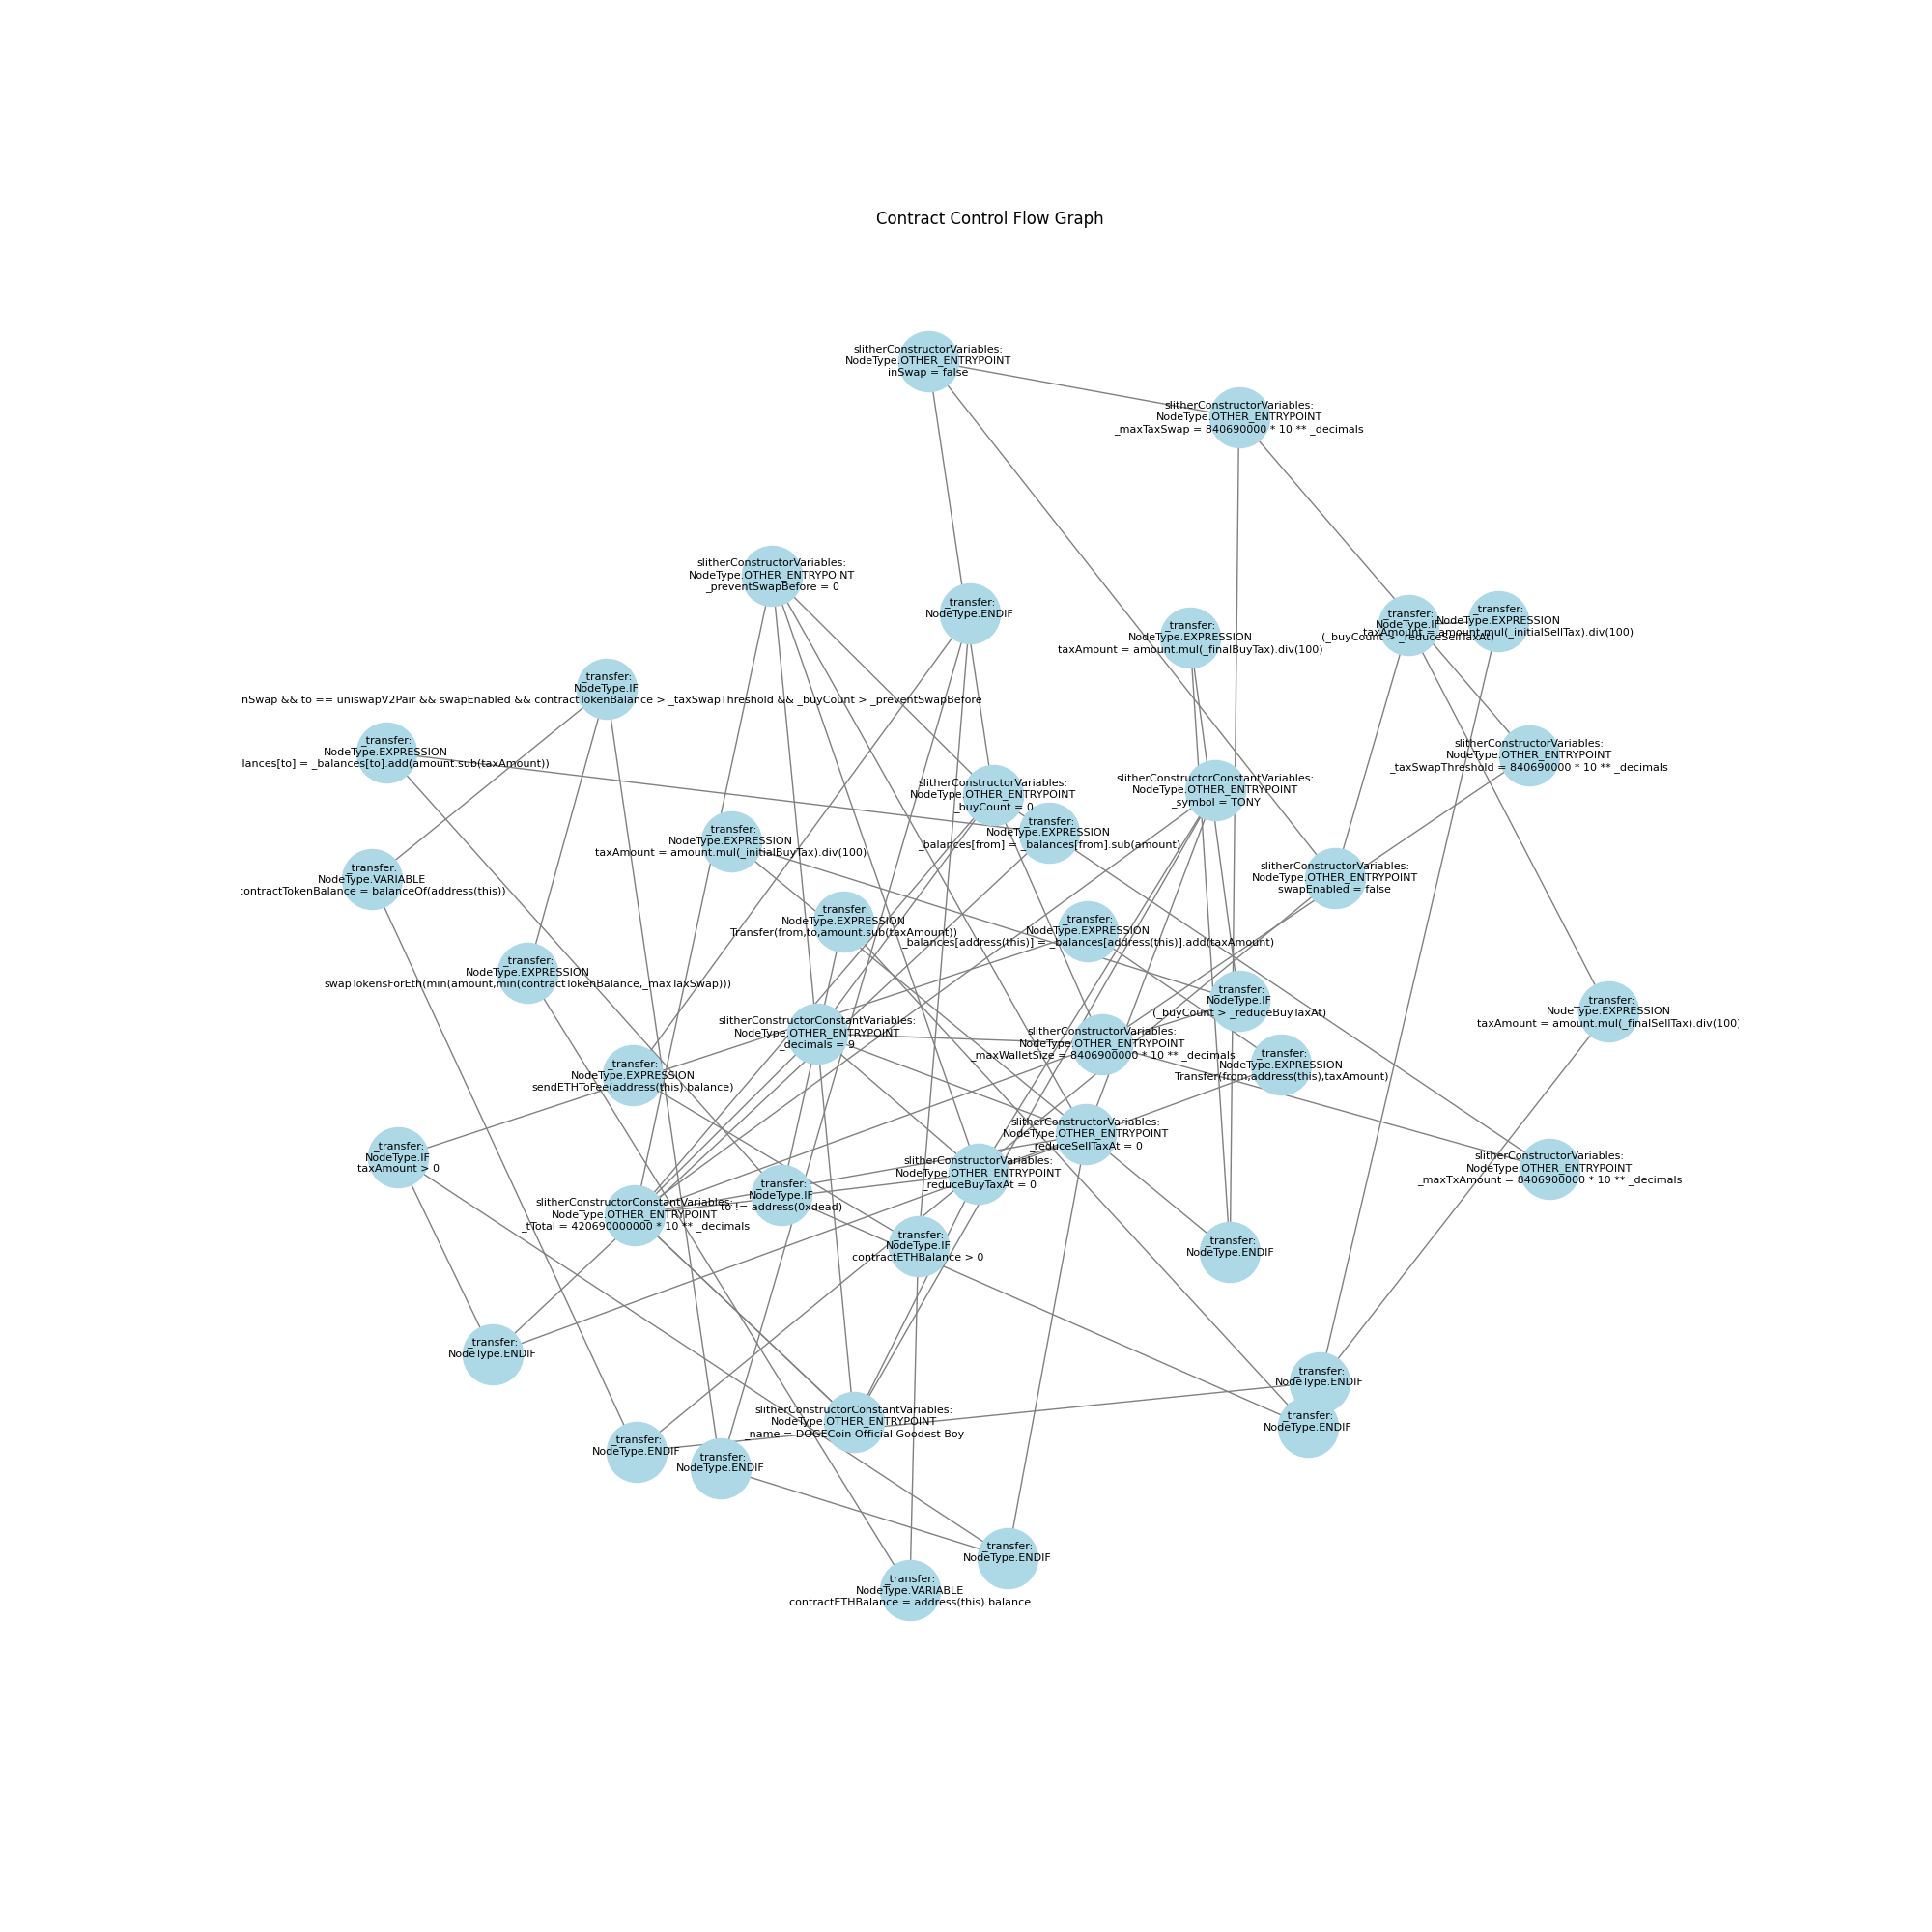 Contract Control Flow Graph
slitherConstructorVariables:
NodeType.OTHER_ENTRYPOINT
inSwap = false
slitherConstructorVariables:
NodeType.OTHER_ENTRYPOINT
_maxTaxSwap = 840690000 * 10 ** _decimals
slitherConstructorVariables:
NodeType.OTHER_ENTRYPOINT
_preventSwapBefore = 0
_transfer:
NodeType.ENDIF
_transfer:
NodeType.EXPRESSION
taxAmount = amount.mul(_finalBuyTax).div(100)
_transfer:
NodeType.IF
(_buyCount > _reduceSellTaxAt)
_transfer:
NodeType.EXPRESSION
taxAmount = amount.mul(_initialSellTax).div(100)
_transfer:
NodeType.IF
nSwap && to == uniswapV2Pair && swapEnabled && contractTokenBalance > _taxSwapThreshold && _buyCount > _preventSwapBefore
_transfer:
NodeType.EXPRESSION
lances[to] = _balances[to].add(amount.sub(taxAmount))
slitherConstructorVariables:
NodeType.OTHER_ENTRYPOINT
_taxSwapThreshold = 840690000 * 10 ** _decimals
slitherConstructorVariables:
NodeType.OTHER_ENTRYPOINT
_buyCount = 0
slitherConstructorConstantVariables:
NodeType.OTHER_ENTRYPOINT
_symbol = TONY
_transfer:
NodeType.EXPRESSION
_balances[from] = _balances[from].sub(amount)
_transfer:
NodeType.EXPRESSION
taxAmount = amount.mul(_initialBuyTax).div(100)
_transfer:
NodeType.VARIABLE
contractTokenBalance = balanceOf(address(this))
slitherConstructorVariables:
NodeType.OTHER_ENTRYPOINT
swapEnabled = false
_transfer:
NodeType.EXPRESSION
Transfer(from,to,amount.sub(taxAmount))
_transfer:
NodeType.EXPRESSION
_balances[address(this)] = _balances[address(this)].add(taxAmount)
_transfer:
NodeType.EXPRESSION
swapTokensForEth(min(amount,min(contractTokenBalance,_maxTaxSwap)))
_transfer:
NodeType.IF
(_buyCount > _reduceBuyTaxAt)
_transfer:
NodeType.EXPRESSION
taxAmount = amount.mul(_finalSellTax).div(100)
slitherConstructorConstantVariables:
NodeType.OTHER_ENTRYPOINT
_decimals = 9
slitherConstructorVariables:
NodeType.OTHER_ENTRYPOINT
_maxWalletSize = 8406900000 * 10 ** _decimals
_transfer:
NodeType.EXPRESSION
Transfer(from,address(this),taxAmount)
_transfer:
NodeType.EXPRESSION
sendETHToFee(address(this).balance)
slitherConstructorVariables:
NodeType.OTHER_ENTRYPOINT
_reduceSellTaxAt = 0
_transfer:
NodeType.IF
taxAmount > 0
slitherConstructorVariables:
NodeType.OTHER_ENTRYPOINT
_maxTxAmount = 8406900000 * 10 ** _decimals
slitherConstructorVariables:
NodeType.OTHER_ENTRYPOINT
_reduceBuyTaxAt = 0
_transfer:
NodeType.IF
to != address(0xdead)
slitherConstructorConstantVariables:
NodeType.OTHER_ENTRYPOINT
_tTotal = 420690000000 * 10 ** _decimals
_transfer:
NodeType.IF
contractETHBalance > 0
_transfer:
NodeType.ENDIF
_transfer:
NodeType.ENDIF
_transfer:
NodeType.ENDIF
slitherConstructorConstantVariables:
NodeType.OTHER_ENTRYPOINT
_name = DOGECoin Official Goodest Boy
_transfer:
NodeType.ENDIF
_transfer:
NodeType.ENDIF
_transfer:
NodeType.ENDIF
_transfer:
NodeType.ENDIF
_transfer:
NodeType.VARIABLE
contractETHBalance = address(this).balance